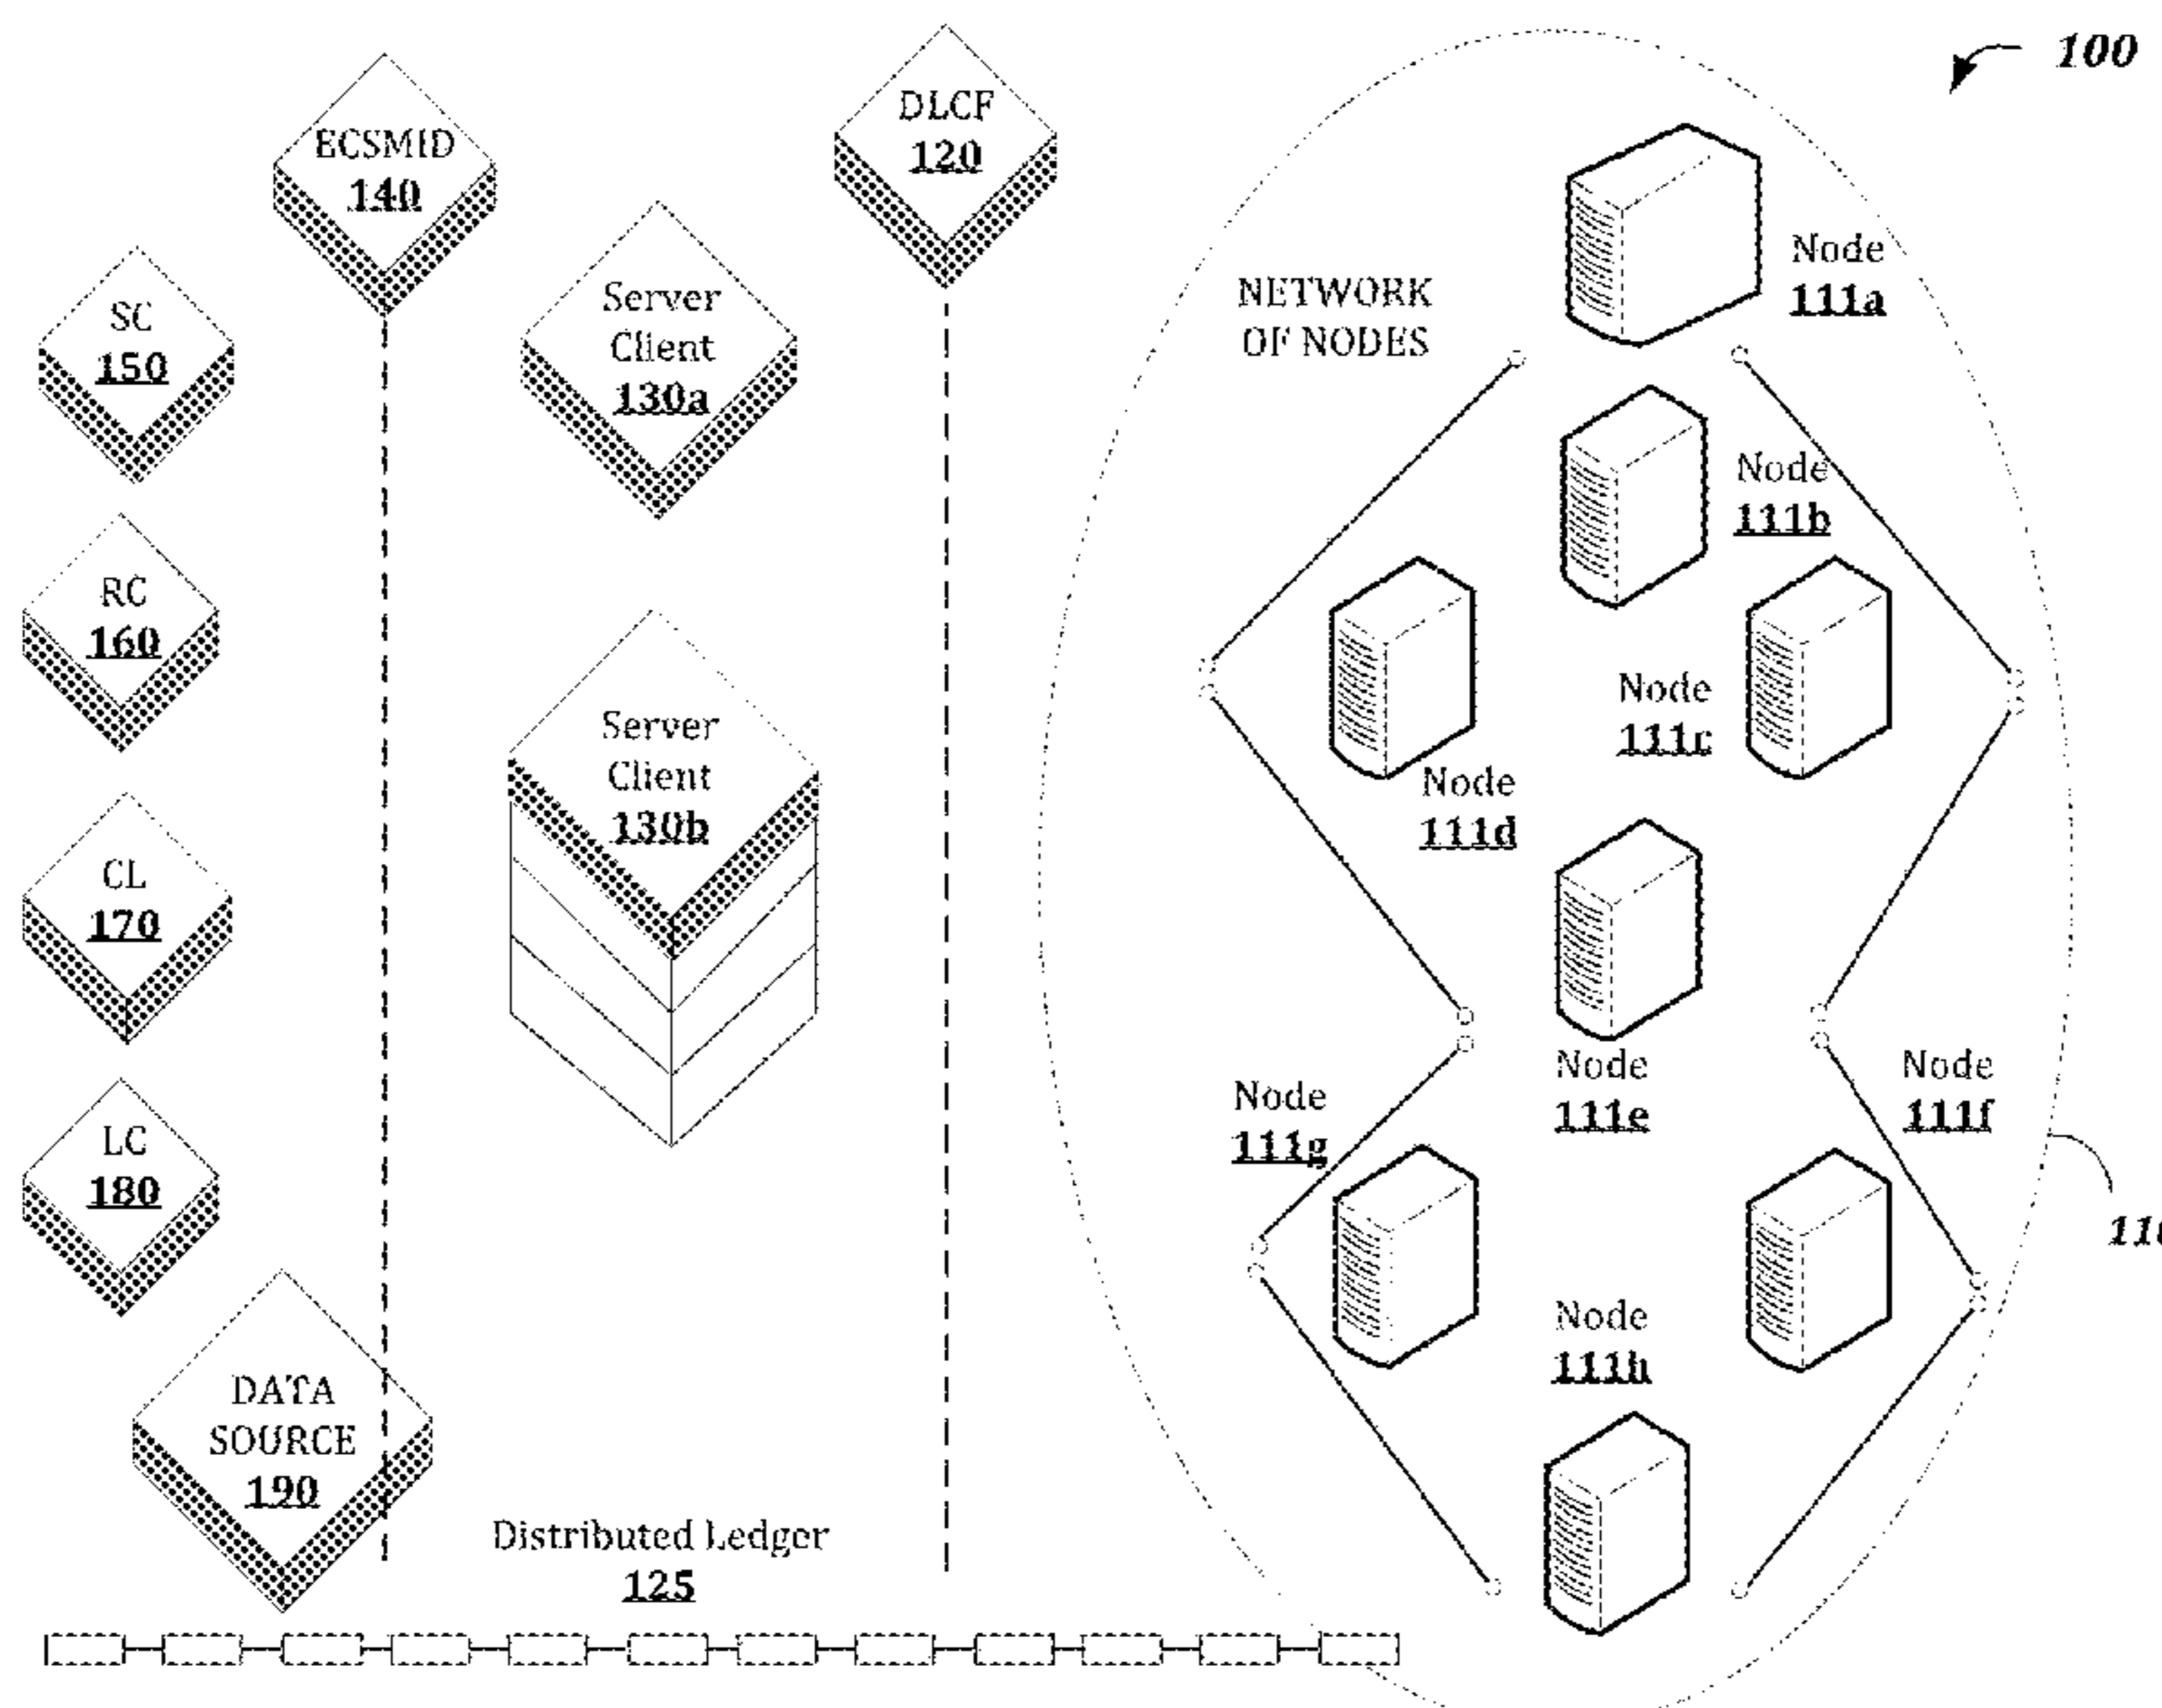 100
ECSMID
140
DLCF
120
SC
150
Server
Client
130a
NETWORK
OF NODES
Node
111a
Node
111b
RC
160
Server
Client
130b
Node
111c
Node
111d
CL
170
Node
111e
Node
111f
Node
111g
LC
180
110
Node
111h
DATA
SOURCE
190
Distributed Ledger
125